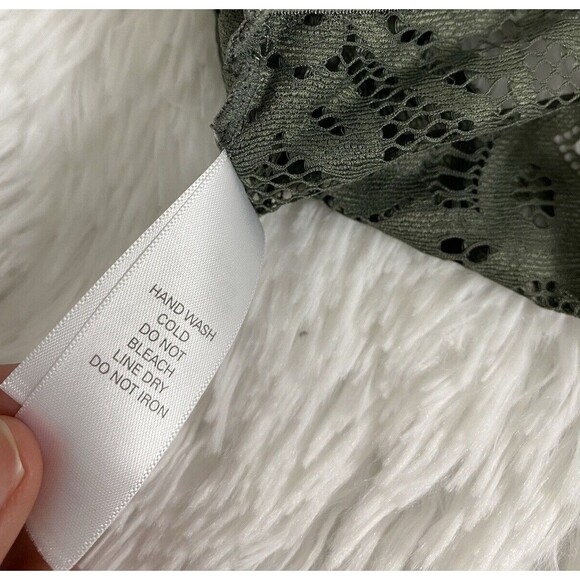 HAND WASH
COLD
DO NOT
BLEACH
LINE DRY
DO NOT IRON